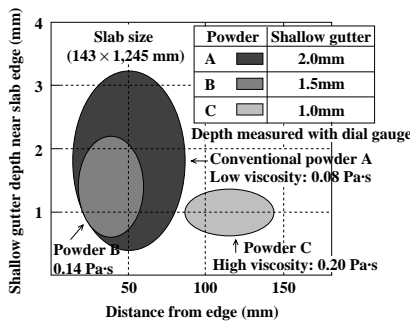 Shallow gutter depth near slab edge (mm)
4
3
2
1
Slab size
(143 × 1,245 mm)
Powder Shallow gutter
A 2.0mm
B 1.5mm
C 1.0mm
Depth measured with dial gauge
Conventional powder A
Low viscosity: 0.08 Pa·s
Powder B
0.14 Pa·s
Powder C
High viscosity: 0.20 Pa·s
50 100 150
Distance from edge (mm)